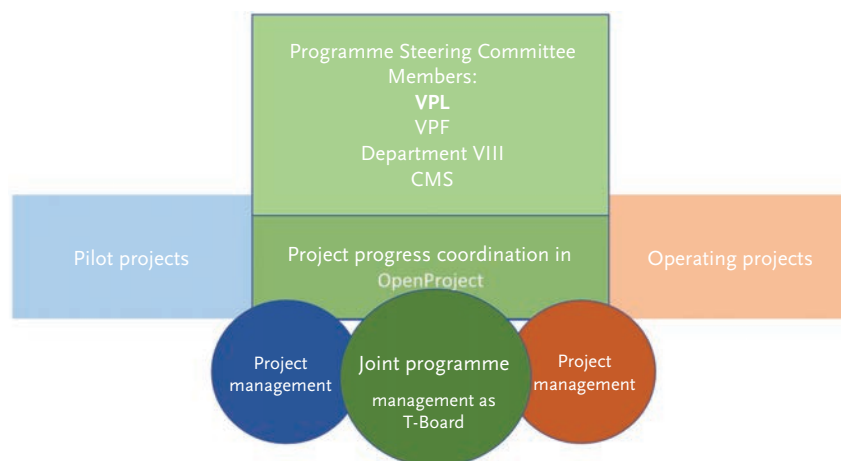 Programme Steering Committee
Members:
VPL
VPF
Department VIII
CMS
Pilot projects
Project progress coordination in
OpenProject
Operating projects
Project
management
Joint programme
management as
T-Board
Project
management